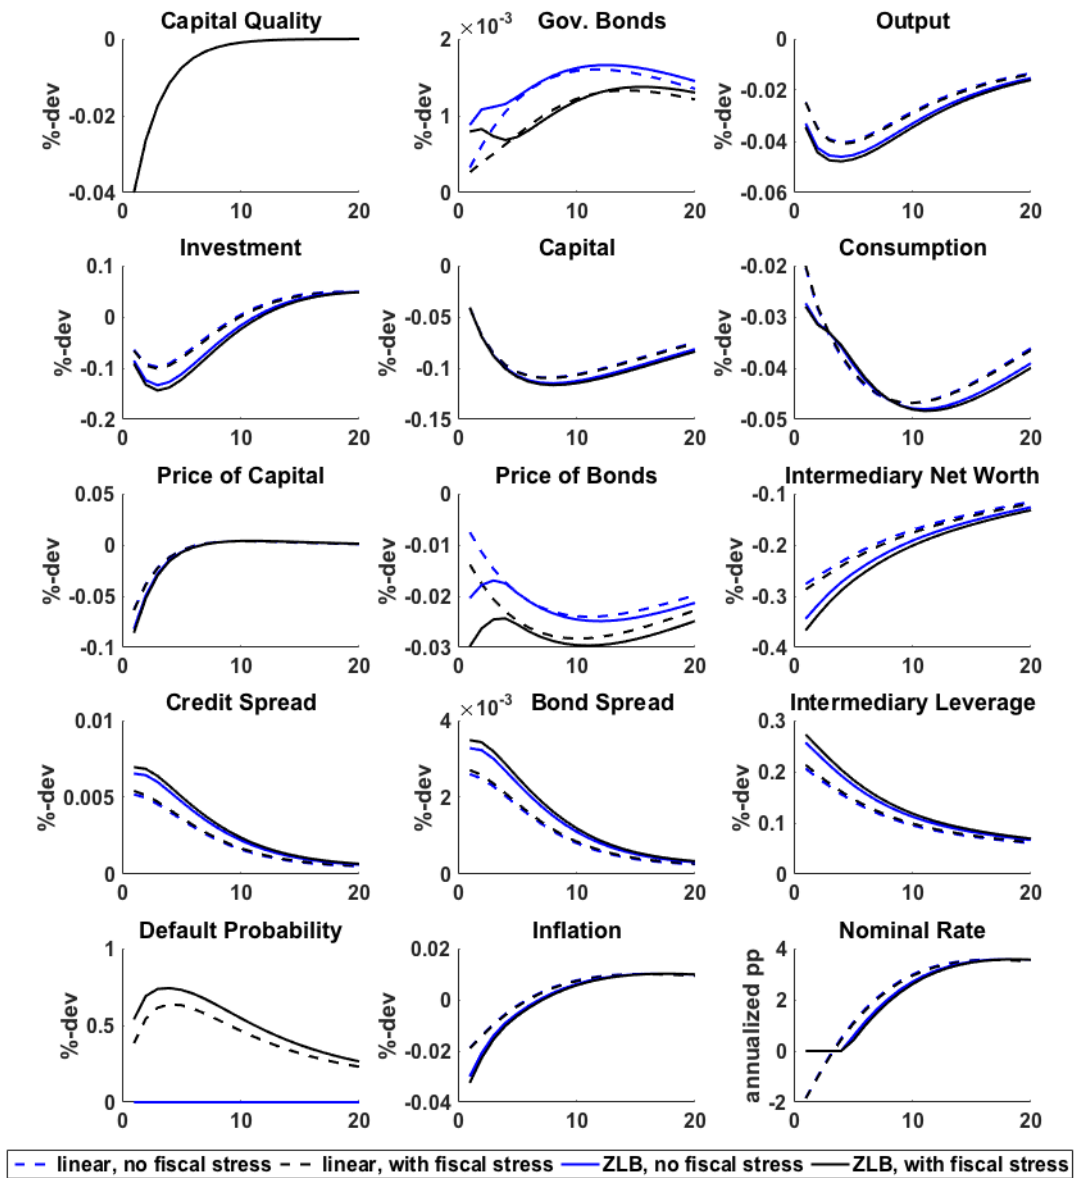 Capital Quality
Gov. Bonds
Output
%-dev
0
-0.02
-0.04
0 10 20
%-dev
×10⁻³
2
1
0
0 10 20
%-dev
0
-0.02
-0.04
-0.06
0 10 20
Investment
Capital
Consumption
%-dev
0.1
0
-0.1
-0.2
0 10 20
%-dev
0
-0.05
-0.1
-0.15
0 10 20
%-dev
-0.02
-0.03
-0.04
-0.05
0 10 20
Price of Capital
Price of Bonds
Intermediary Net Worth
%-dev
0.05
0
-0.05
-0.1
0 10 20
%-dev
0
-0.01
-0.02
-0.03
0 10 20
%-dev
-0.1
-0.2
-0.3
-0.4
0 10 20
Credit Spread
Bond Spread
Intermediary Leverage
%-dev
0.01
0.005
0
0 10 20
%-dev
×10⁻³
4
2
0
0 10 20
%-dev
0.3
0.2
0.1
0
0 10 20
Default Probability
Inflation
Nominal Rate
%-dev
1
0.5
0
0 10 20
%-dev
0.02
0
-0.02
-0.04
0 10 20
annualized pp
4
2
0
-2
0 10 20
linear, no fiscal stress linear, with fiscal stress ZLB, no fiscal stress ZLB, with fiscal stress